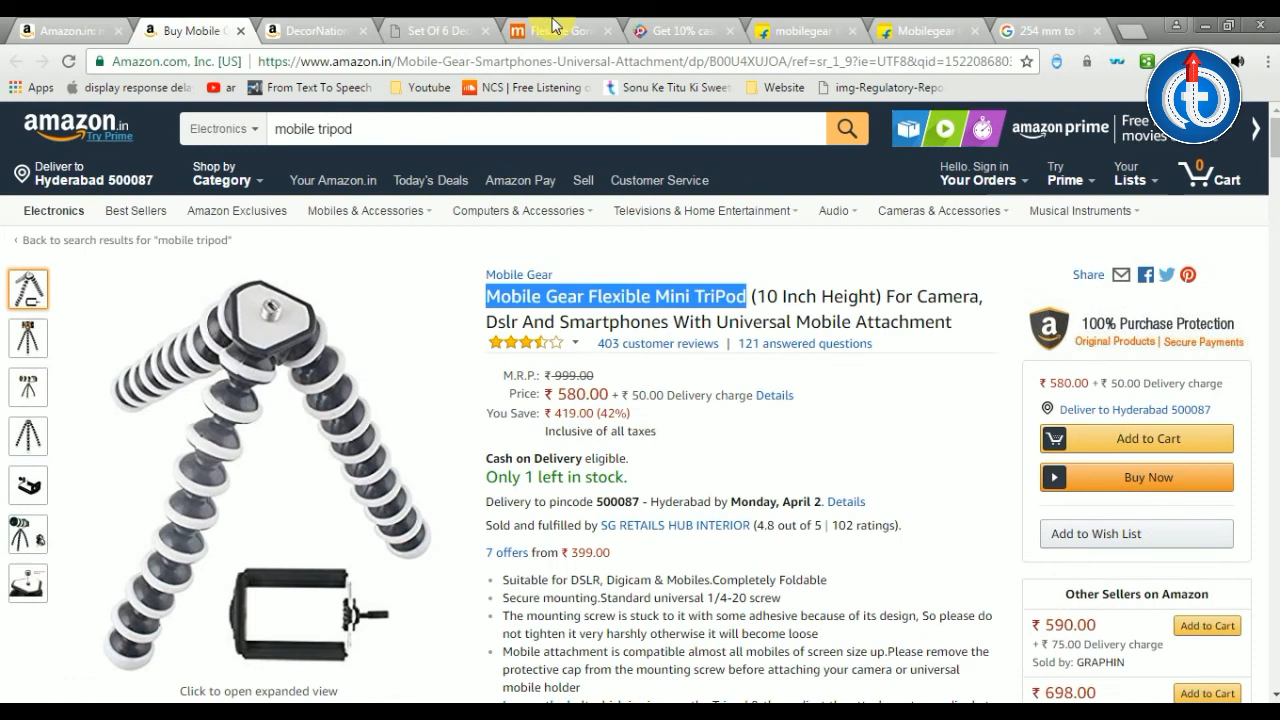 Amazon.in: m
Buy Mobile G
DecorNation
Set Of 6 Dec
Flexible Gor
Get 10% cas
mobilegear
Mobilegear
254 mm to
Amazon.com, Inc. [US] | https://www.amazon.in/Mobile-Gear-Smartphones-Universal-Attachment/dp/B00U4XUJOA/ref=sr_1_9?ie=UTF8&qid=1522086803
Apps
display response dela
ar
From Text To Speech
Youtube
NCS | Free Listening o
Sonu Ke Titu Ki Sweet
Website
img-Regulatory-Repo
amazon.in
Try Prime
Electronics
mobile tripod
amazon prime
Free
movies
Deliver to
Hyderabad 500087
Shop by
Category
Your Amazon.in
Today's Deals
Amazon Pay
Sell
Customer Service
Hello. Sign in
Your Orders
Try
Prime
Your
Lists
0
Cart
Electronics
Best Sellers
Amazon Exclusives
Mobiles & Accessories
Computers & Accessories
Televisions & Home Entertainment
Audio
Cameras & Accessories
Musical Instruments
‹ Back to search results for "mobile tripod"
Mobile Gear
Mobile Gear Flexible Mini TriPod (10 Inch Height) For Camera,
Dslr And Smartphones With Universal Mobile Attachment
403 customer reviews | 121 answered questions
M.R.P.: ₹ 999.00
Price: ₹ 580.00 + ₹ 50.00 Delivery charge Details
You Save: ₹ 419.00 (42%)
Inclusive of all taxes
Cash on Delivery eligible.
Only 1 left in stock.
Delivery to pincode 500087 - Hyderabad by Monday, April 2. Details
Sold and fulfilled by SG RETAILS HUB INTERIOR (4.8 out of 5 | 102 ratings).
7 offers from ₹ 399.00
• Suitable for DSLR, Digicam & Mobiles.Completely Foldable
• Secure mounting.Standard universal 1/4-20 screw
• The mounting screw is stuck to it with some adhesive because of its design, So please do
not tighten it very harshly otherwise it will become loose
• Mobile attachment is compatible almost all mobiles of screen size up.Please remove the
protective cap from the mounting screw before attaching your camera or universal
mobile holder
Click to open expanded view
Share
100% Purchase Protection
Original Products | Secure Payments
₹ 580.00 + ₹ 50.00 Delivery charge
Deliver to Hyderabad 500087
Add to Cart
Buy Now
Add to Wish List
Other Sellers on Amazon
₹ 590.00
Add to Cart
+ ₹ 75.00 Delivery charge
Sold by: GRAPHIN
₹ 698.00
Add to Cart